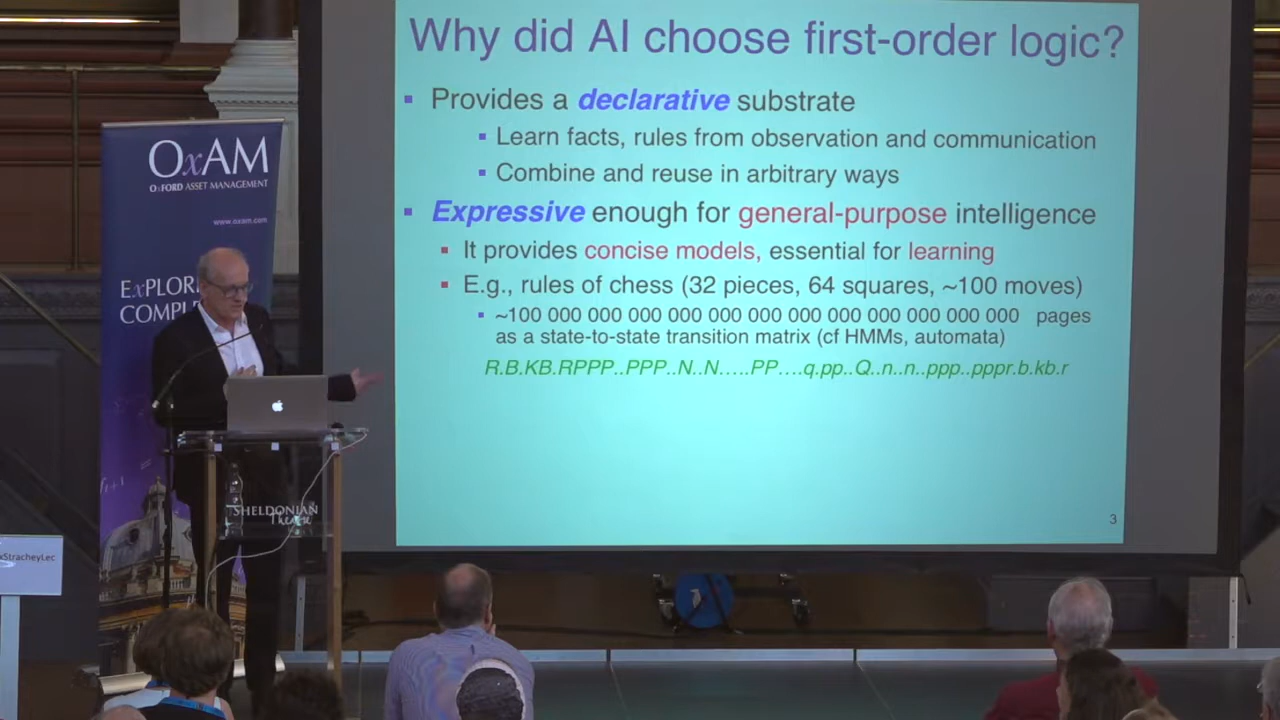 Why did AI choose first-order logic?
Provides a declarative substrate
Learn facts, rules from observation and communication
Combine and reuse in arbitrary ways
Expressive enough for general-purpose intelligence
It provides concise models, essential for learning
E.g., rules of chess (32 pieces, 64 squares, ~100 moves)
~100 000 000 000 000 000 000 000 000 000 000 000 000 pages
as a state-to-state transition matrix (cf HMMs, automata)
R.B.KB.RPPP..PPP..N..N…..PP….q.pp..Q..n..n..ppp..pppr.b.kb.r
3
OxAM
OxFORD ASSET MANAGEMENT
www.oxam.com
ExPLOR
COMPL
SHELDONIAN
Theatre
xStracheyLec